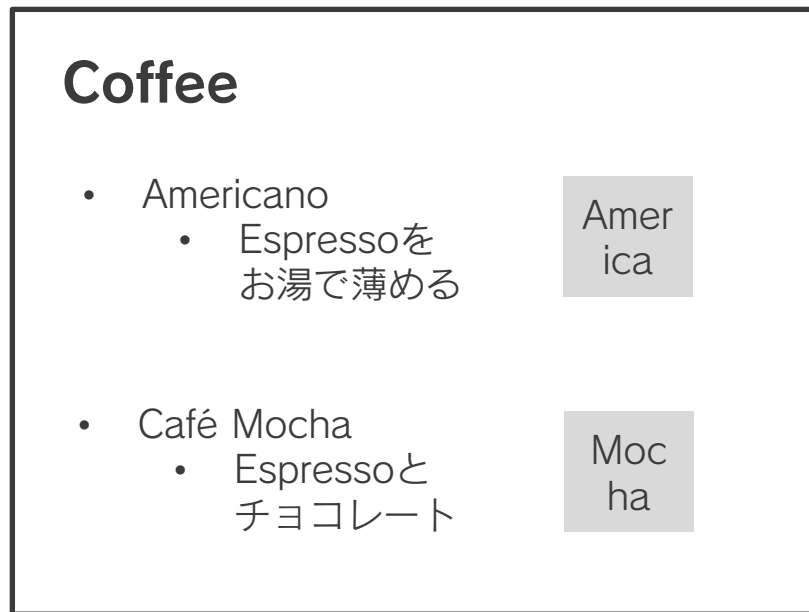 Coffee
• Americano
• Espressoを
お湯で薄める
Amer
ica
• Café Mocha
• Espressoと
チョコレート
Moc
ha